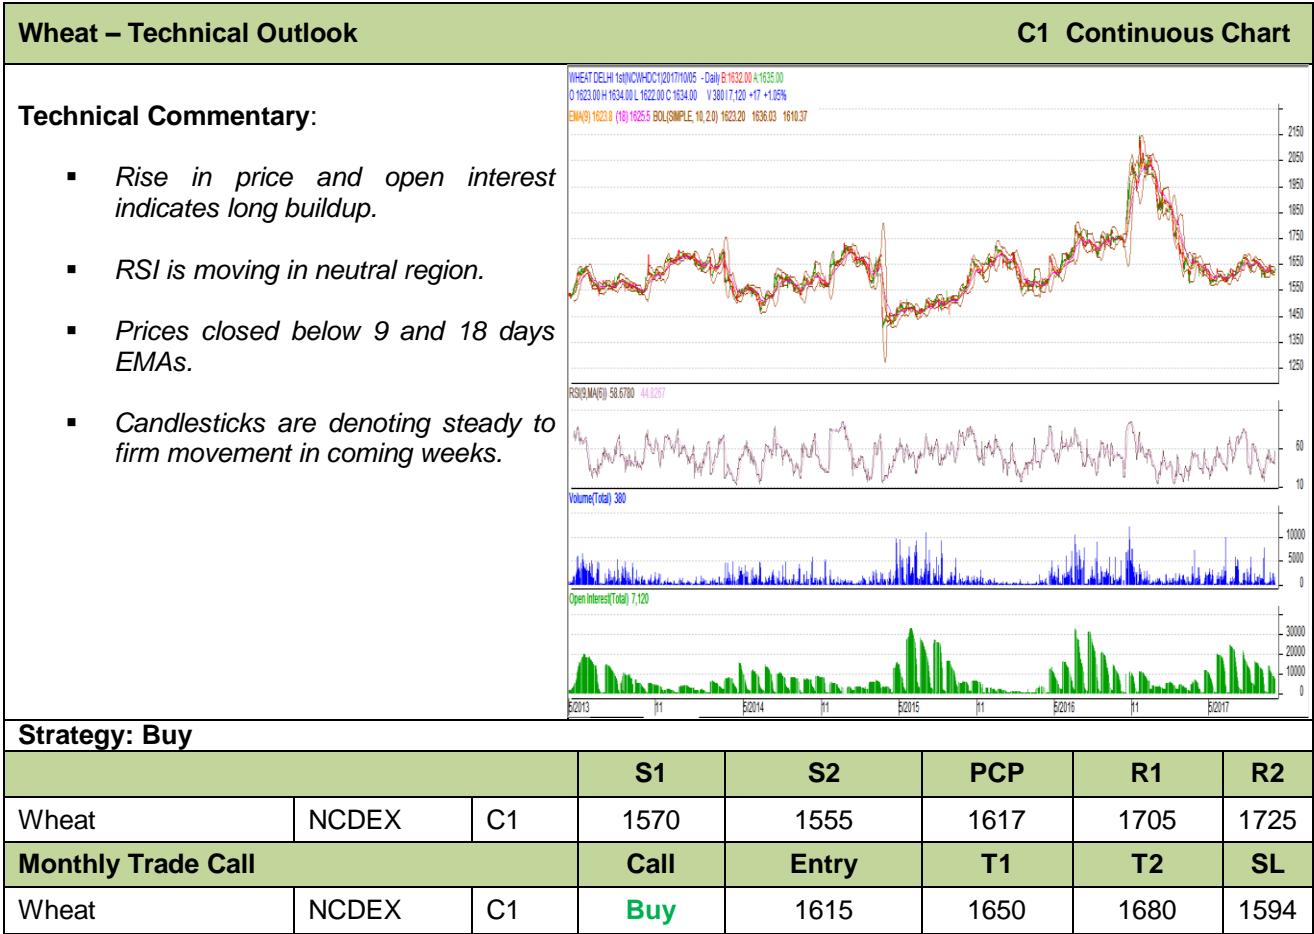 Wheat – Technical Outlook C1 Continuous Chart
Technical Commentary:
▪ Rise in price and open interest
indicates long buildup.
▪ RSI is moving in neutral region.
▪ Prices closed below 9 and 18 days
EMAs.
▪ Candlesticks are denoting steady to
firm movement in coming weeks.
WHEAT DELHI 1st(NCWHDC1)2017/10/05 - Daily B:1632.00 A:1635.00
O 1623.00 H 1634.00 L 1622.00 C 1634.00 V 380 I 7,120 +17 +1.05%
EMA(9) 1623.8 (18) 1625.5 BOL(SIMPLE, 10, 2.0) 1623.20 1636.03 1610.37
2150
2050
1950
1850
1750
1650
1550
1450
1350
1250
RSI(9,MA(6)) 58.6780 44.8267
60
10
Volume(Total) 380
10000
5000
0
Open Interest(Total) 7,120
30000
20000
10000
0
5/2013 11 5/2014 11 5/2015 11 5/2016 11 5/2017
Strategy: Buy
S1 S2 PCP R1 R2
Wheat NCDEX C1 1570 1555 1617 1705 1725
Monthly Trade Call Call Entry T1 T2 SL
Wheat NCDEX C1 Buy 1615 1650 1680 1594